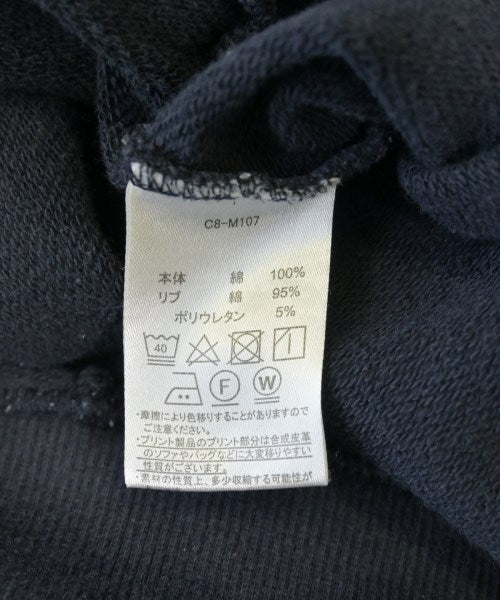 C8-M107
本体 綿 100%
リブ 綿 95%
ポリウレタン 5%
40
F W
・摩擦により色移りすることがありますので
ご注意ください。
・プリント製品のプリント部分は合成皮革
のソファやバッグなどに大変移りやすい
性質がございます。
・素材の性質上、多少収縮する可能性が